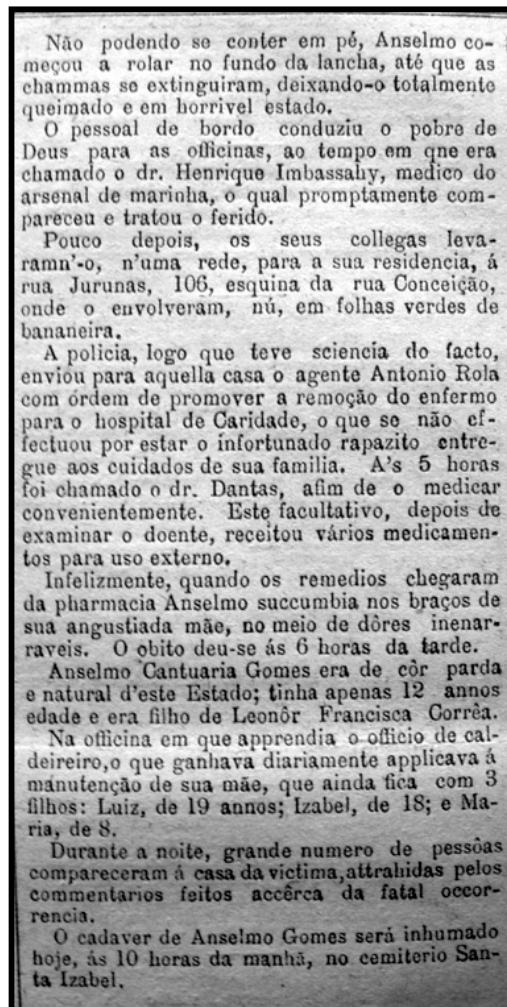 Não podendo se conter em pé, Anselmo co-
meçou a rolar no fundo da lancha, até que as
chammas se extinguiram, deixando-o totalmente
queimado e em horrivel estado.
O pessoal de bordo conduziu o pobre de
Deus para as officinas, ao tempo em qne era
chamado o dr. Henrique Imbassahy, medico do
arsenal de marinha, o qual promptamente com-
pareceu e tratou o ferido.
Pouco depois, os seus collegas leva-
ramn'-o, n'uma rede, para a sua residencia, á
rua Jurunas, 106, esquina da rua Conceição,
onde o envolveram, nú, em folhas verdes de
bananeira.
A policia, logo que teve sciencia do facto,
enviou para aquella casa o agente Antonio Rola
com órdem de promover a remoção do enfermo
para o hospital de Caridade, o que se não ef-
fectuou por estar o infortunado rapazito entre-
gue aos cuidados de sua familia. A's 5 horas
foi chamado o dr. Dantas, afim de o medicar
convenientemente. Este facultativo, depois de
examinar o doente, receitou vários medicamen-
tos para uso externo.
Infelizmente, quando os remedios chegaram
da pharmacia Anselmo succumbia nos braços de
sua angustiada mãe, no meio de dôres inenar-
raveis. O obito deu-se ás 6 horas da tarde.
Anselmo Cantuaria Gomes era de côr parda
e natural d'este Estado; tinha apenas 12 annos
edade e era filho de Leonôr Francisca Corrêa.
Na officina em que apprendia o officio de cal-
deireiro,o que ganhava diariamente applicava á
manutenção de sua mãe, que ainda fica com 3
filhos: Luiz, de 19 annos; Izabel, de 18; e Ma-
ria, de 8.
Durante a noite, grande numero de pessôas
compareceram á casa da victima,attrahidas pelos
commentarios feitos accêrca da fatal occor-
rencia.
O cadaver de Anselmo Gomes será inhumado
hoje, ás 10 horas da manhã, no cemiterio San-
ta Izabel.